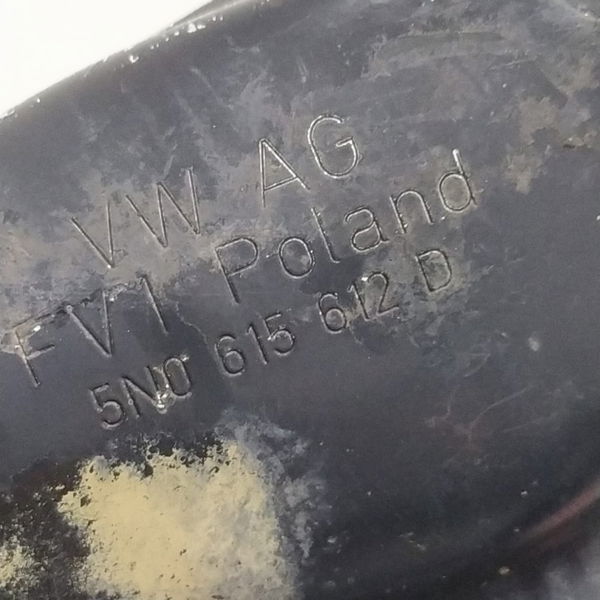 VW AG
FV1 Poland
5N0 615 612 D